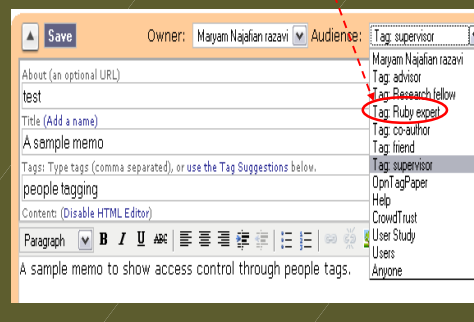 Save Owner: Maryam Najafian razavi Audiense: Tag: supervisor
Maryam Najafian razavi
Tag: advisor
Tag: Research fellow
Tag: Ruby expert
Tag: co-author
Tag: friend
Tag: supervisor
OpnTagPaper
Help
CrowdTrust
User Study
Users
Anyone
About (an optional URL)
test
Title (Add a name)
A sample memo
Tags: Type tags (comma separated), or use the Tag Suggestions below.
people tagging
Content: (Disable HTML Editor)
Paragraph B I U ABC
A sample memo to show access control through people tags.